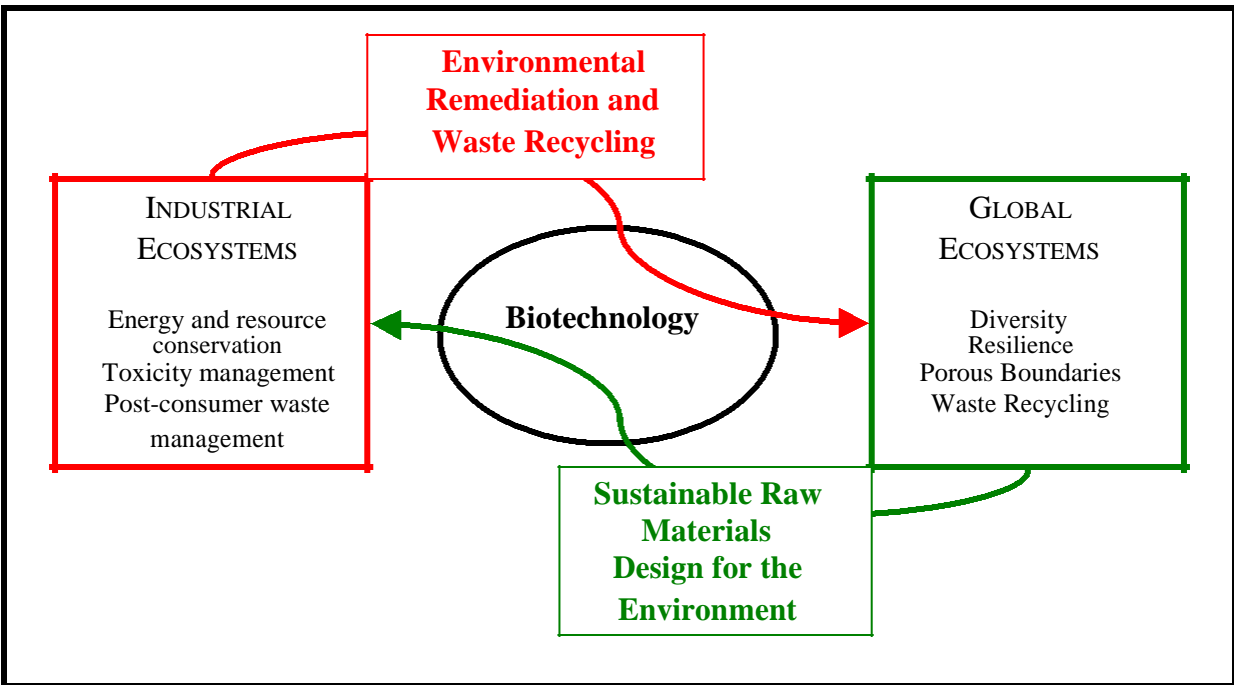 Environmental
Remediation and
Waste Recycling
INDUSTRIAL
ECOSYSTEMS
Energy and resource
conservation
Toxicity management
Post-consumer waste
management
Biotechnology
GLOBAL
ECOSYSTEMS
Diversity
Resilience
Porous Boundaries
Waste Recycling
Sustainable Raw
Materials
Design for the
Environment